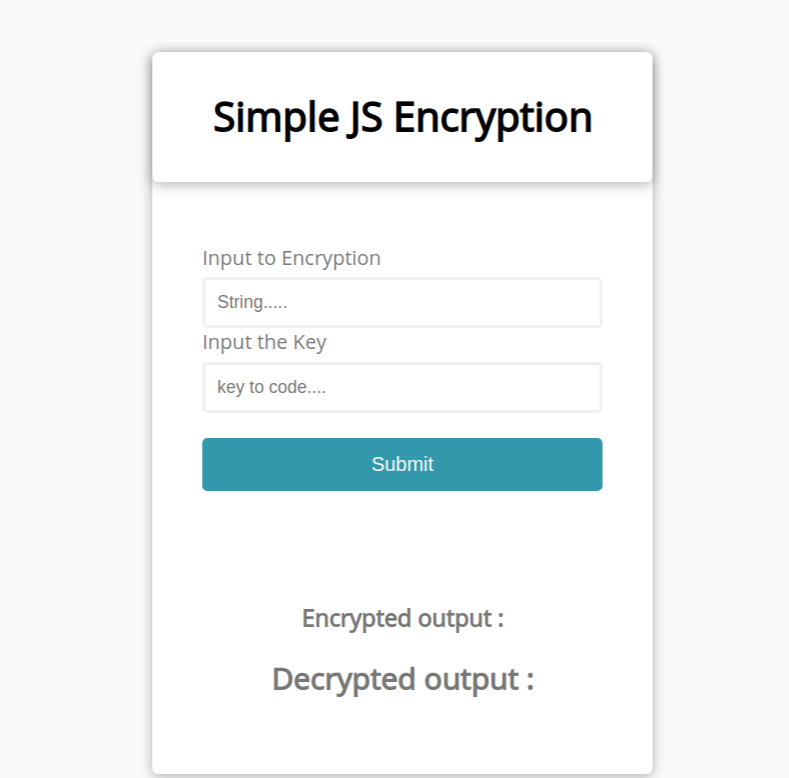 Simple JS Encryption
Input to Encryption
String.....
Input the Key
key to code....
Submit
Encrypted output :
Decrypted output :